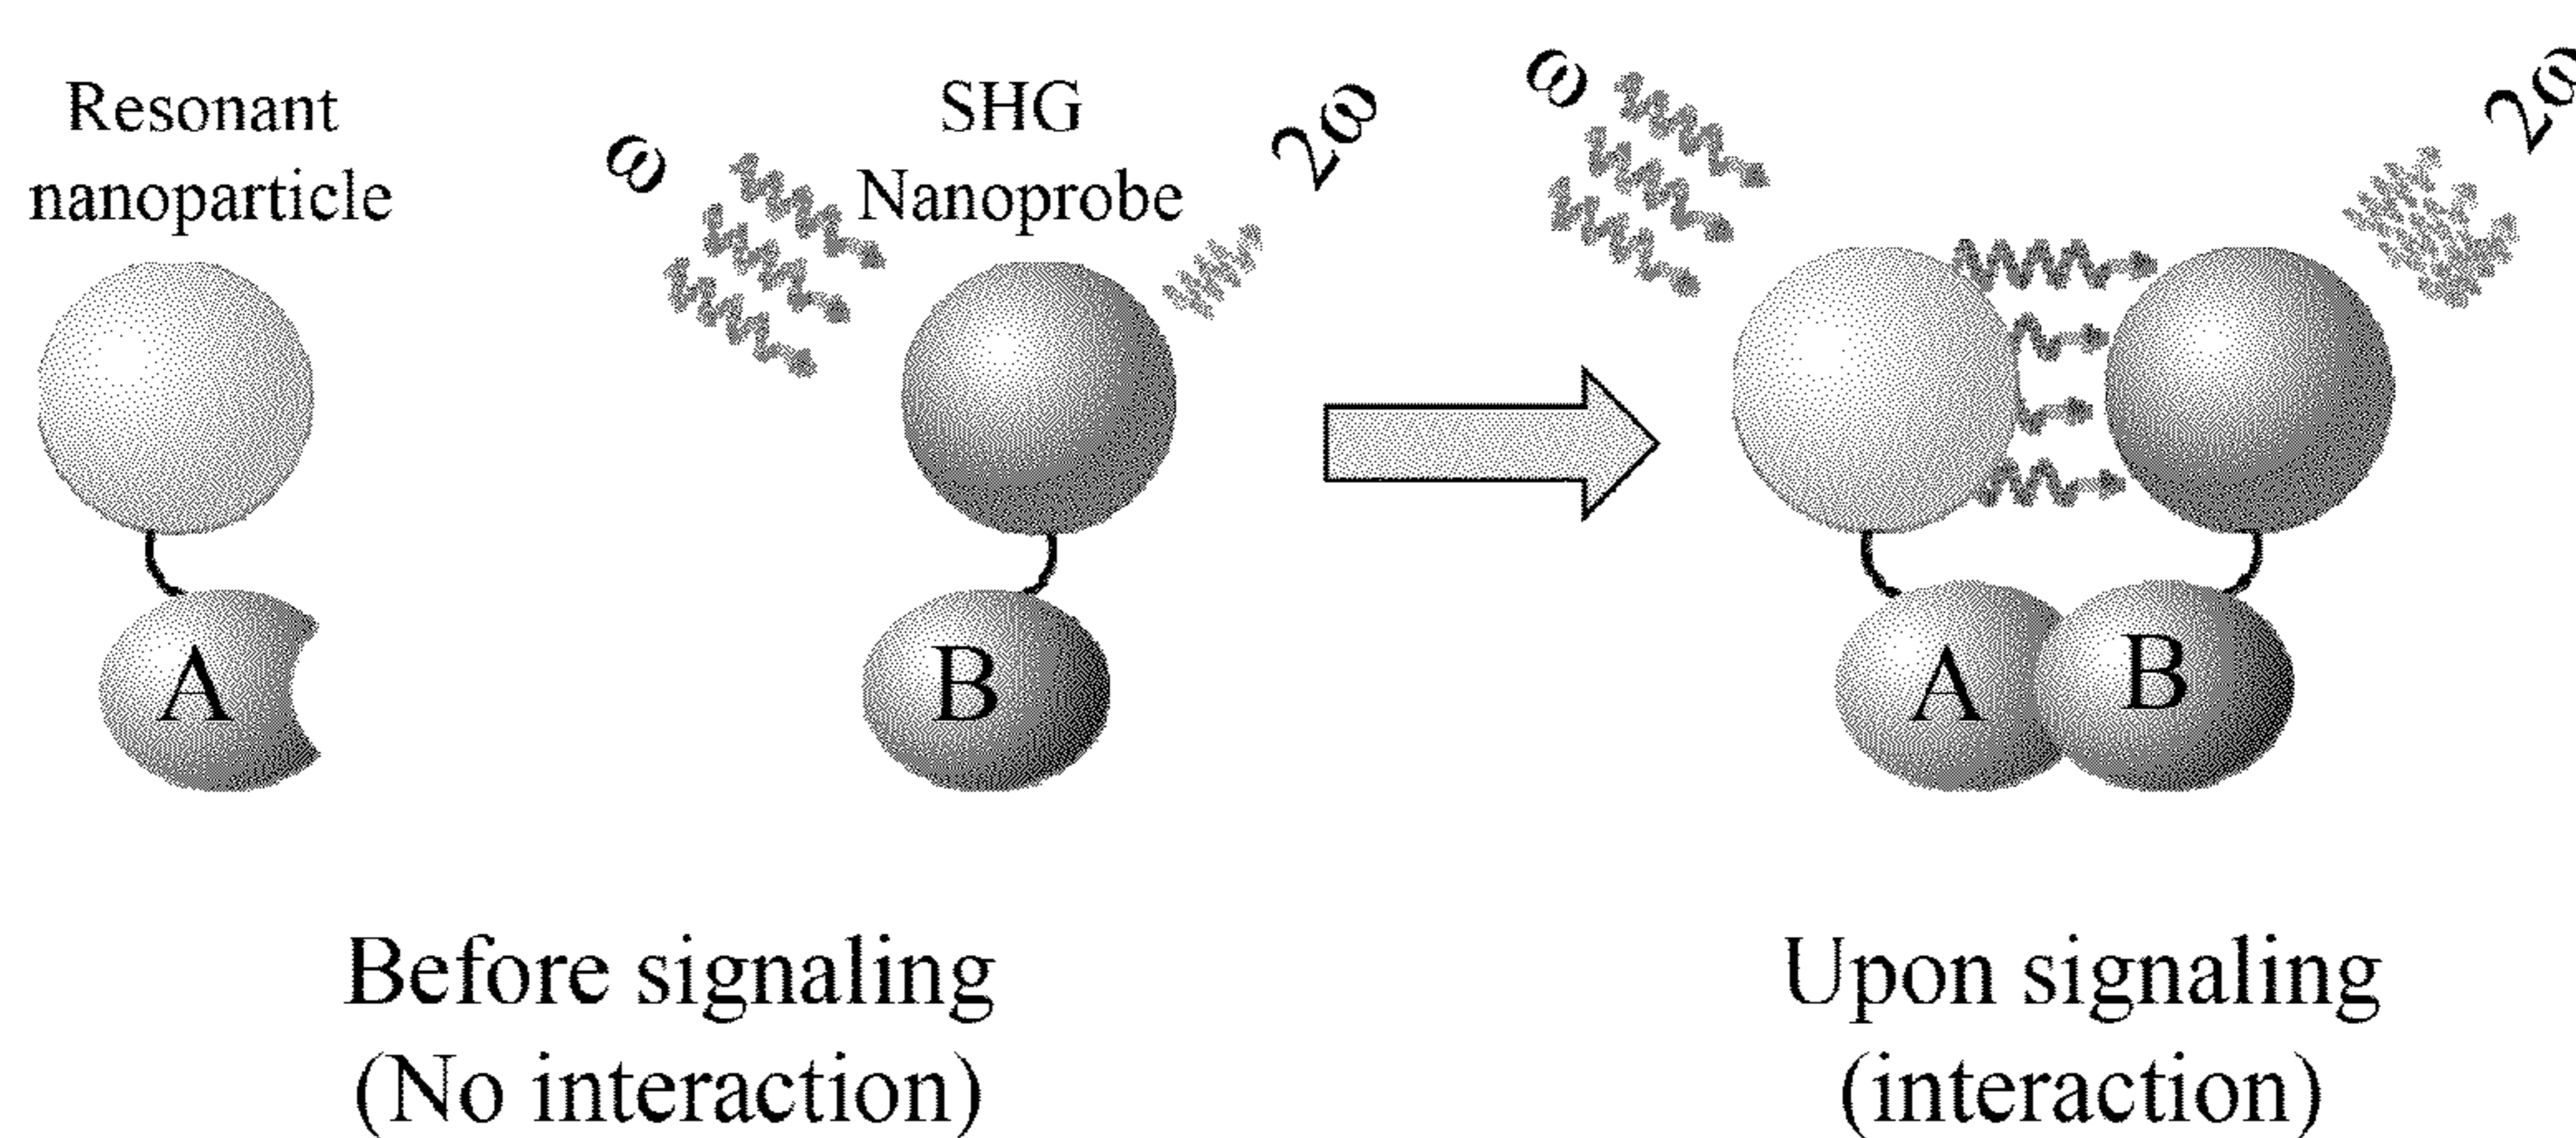 Resonant
nanoparticle
ω
SHG
Nanoprobe
2ω
ω
2ω
A
B
A
B
Before signaling
(No interaction)
Upon signaling
(interaction)